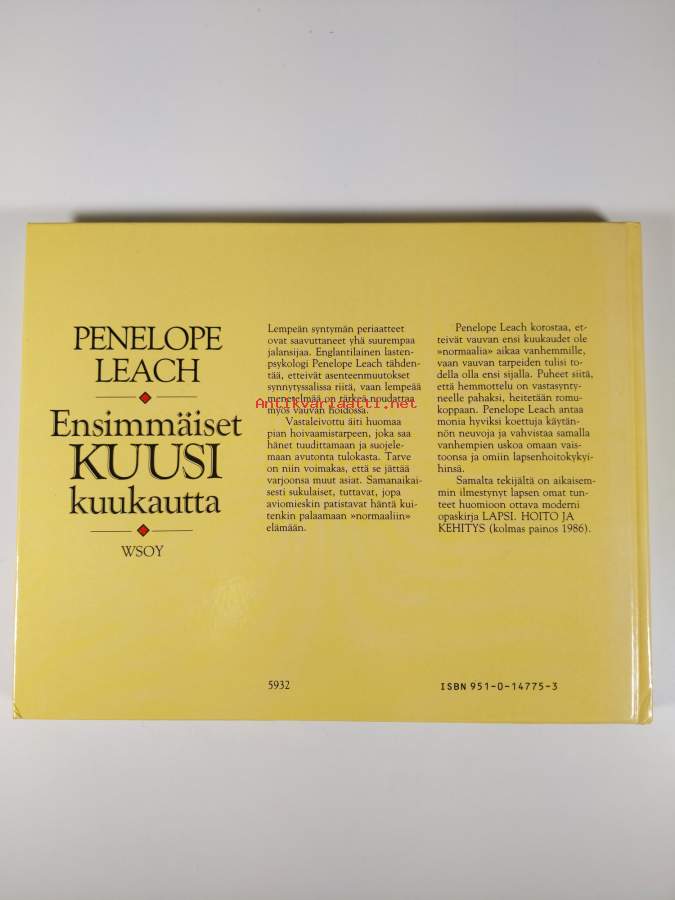 PENELOPE
LEACH
Ensimmäiset
KUUSI
kuukautta
WSOY
Lempeän syntymän periaatteet
ovat saavuttaneet yhä suurempaa
jalansijaa. Englantilainen lasten-
psykologi Penelope Leach tähden-
tää, etteivät asenteenmuutokset
synnytyssalissa riitä, vaan lempeää
menetelmää on tärkeä noudattaa
myös vauvan hoidossa.
Vastaleivottu äiti huomaa
pian hoivaamistarpeen, joka saa
hänet tuudittamaan ja suojele-
maan avutonta tulokasta. Tarve
on niin voimakas, että se jättää
varjoonsa muut asiat. Samanaikai-
sesti sukulaiset, tuttavat, jopa
aviomieskin patistavat häntä kui-
tenkin palaamaan »normaaliin»
elämään.
Penelope Leach korostaa, et-
teivät vauvan ensi kuukaudet ole
»normaalia» aikaa vanhemmille,
vaan vauvan tarpeiden tulisi to-
della olla ensi sijalla. Puheet siitä,
että hemmottelu on vastasynty-
neelle pahaksi, heitetään romu-
koppaan. Penelope Leach antaa
monia hyviksi koettuja käytän-
nön neuvoja ja vahvistaa samalla
vanhempien uskoa omaan vais-
toonsa ja omiin lapsenhoitokykyi-
hinsä.
Samalta tekijältä on aikaisem-
min ilmestynyt lapsen omat tun-
teet huomioon ottava moderni
opaskirja LAPSI. HOITO JA
KEHITYS (kolmas painos 1986).
Antikvariaatti.net
5932
ISBN 951-0-14775-3